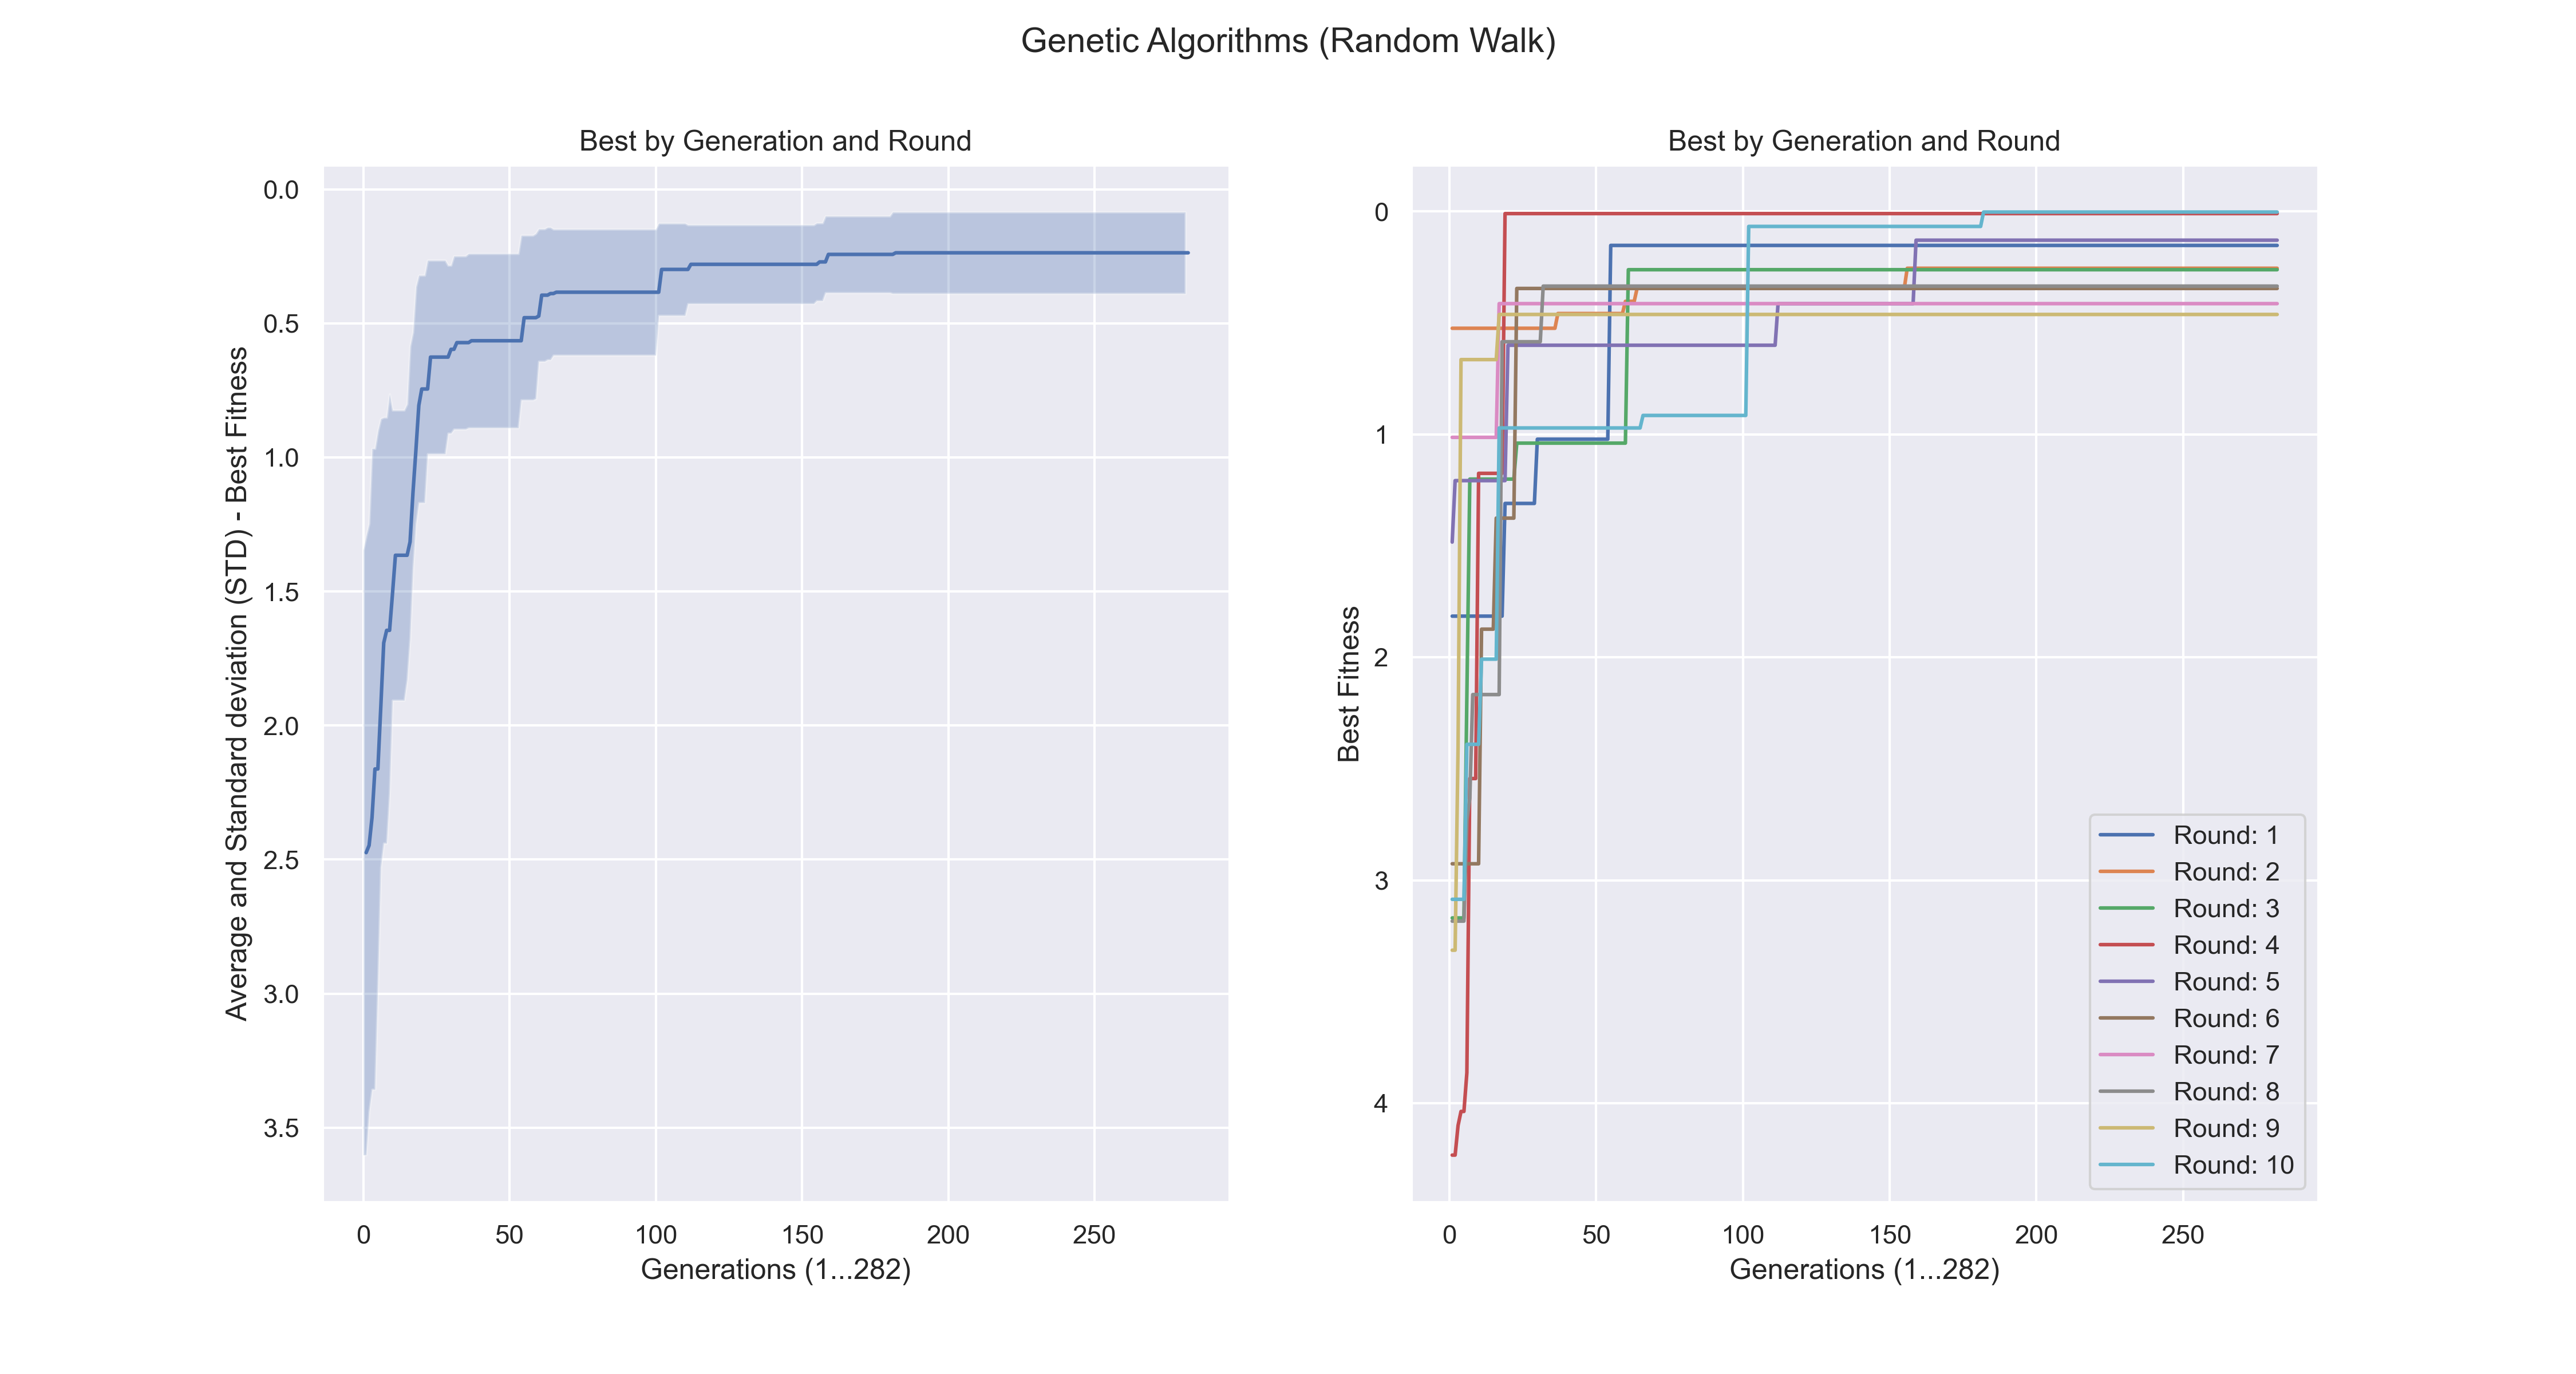 Genetic Algorithms (Random Walk)
Best by Generation and Round
Average and Standard deviation (STD) - Best Fitness
0.0
0.5
1.0
1.5
2.0
2.5
3.0
3.5
0 50 100 150 200 250
Generations (1...282)
Best by Generation and Round
Best Fitness
0
1
2
3
4
Round: 1
Round: 2
Round: 3
Round: 4
Round: 5
Round: 6
Round: 7
Round: 8
Round: 9
Round: 10
0 50 100 150 200 250
Generations (1...282)